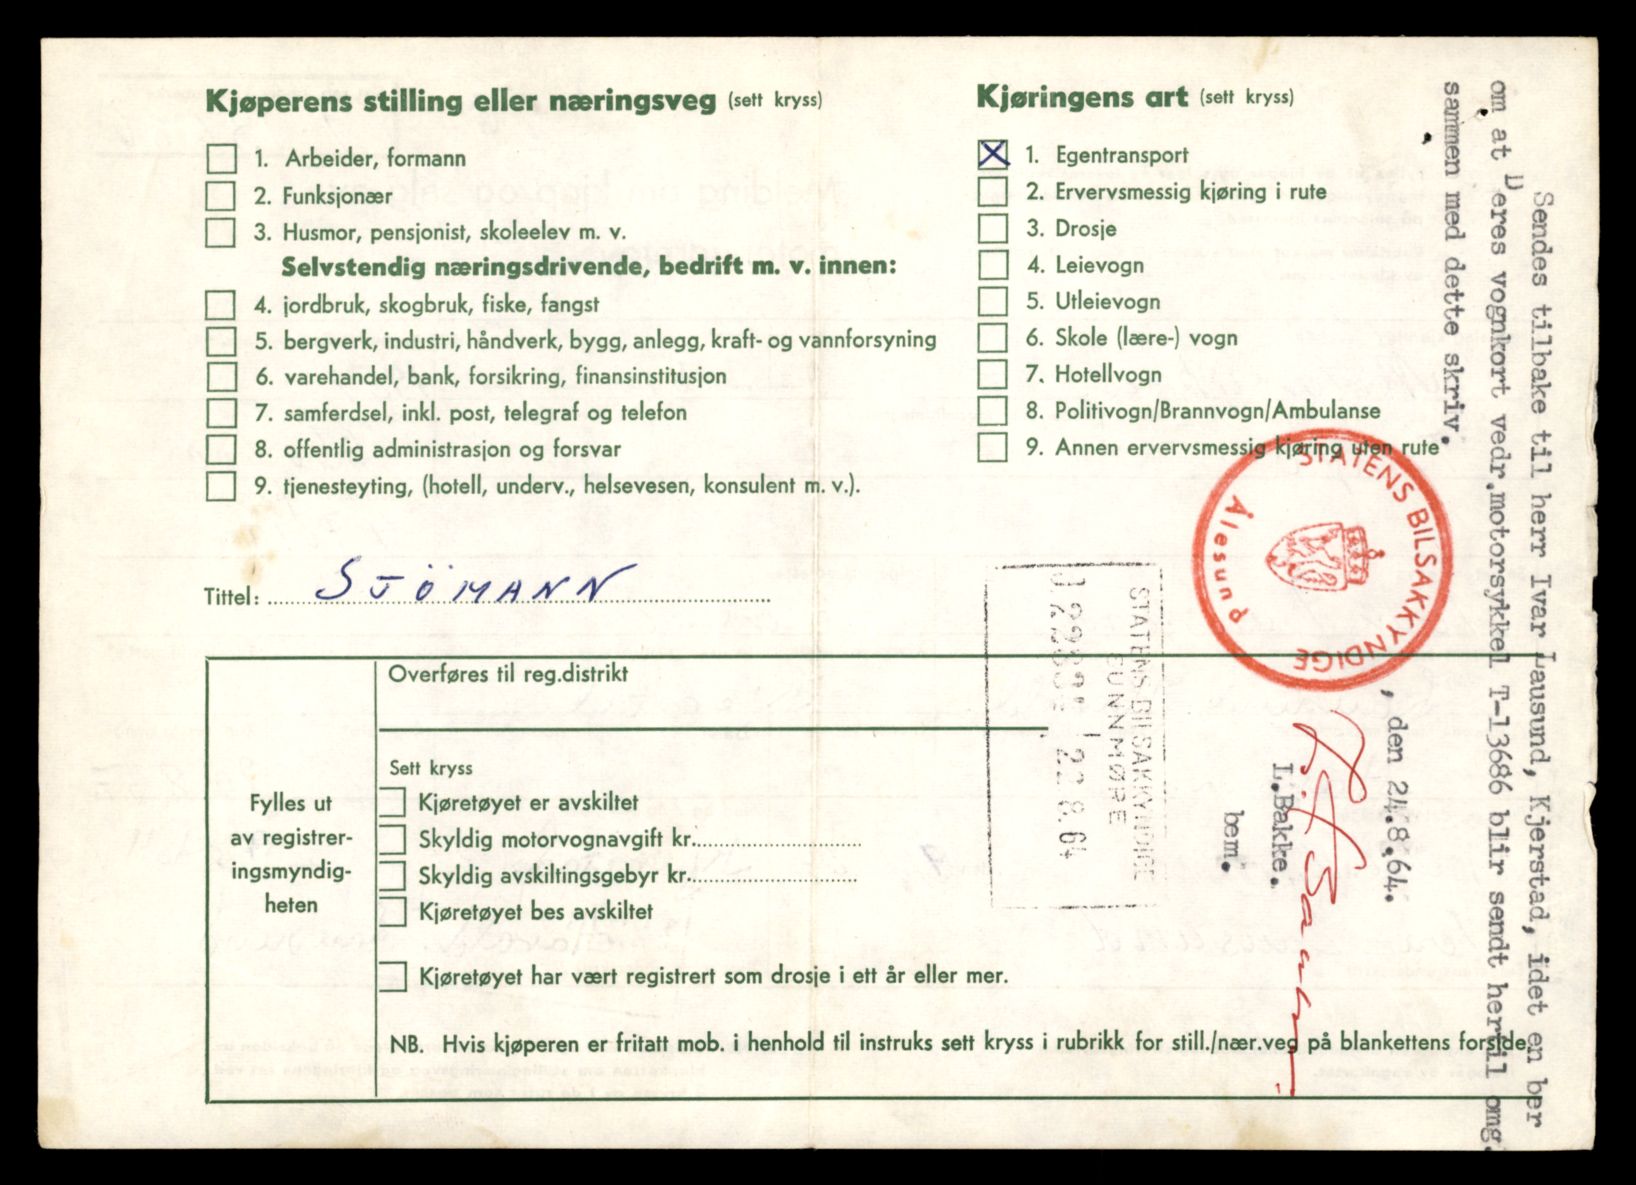 Kjøperens stilling eller næringsveg (sett kryss)
1. Arbeider, formann
2. Funksjonær
3. Husmor, pensjonist, skoleelev m. v.
Selvstendig næringsdrivende, bedrift m. v. innen:
4. jordbruk, skogbruk, fiske, fangst
5. bergverk, industri, håndverk, bygg, anlegg, kraft- og vannforsyning
6. varehandel, bank, forsikring, finansinstitusjon
7. samferdsel, inkl. post, telegraf og telefon
8. offentlig administrasjon og forsvar
9. tjenesteyting, (hotell, underv., helsevesen, konsulent m. v.).
Kjøringens art (sett kryss)
X 1. Egentransport
2. Ervervsmessig kjøring i rute
3. Drosje
4. Leievogn
5. Utleievogn
6. Skole (lære-) vogn
7. Hotellvogn
8. Politivogn/Brannvogn/Ambulanse
9. Annen ervervsmessig kjøring uten rute
Tittel: SJÖMANN
Fylles ut
av registrer-
ingsmyndig-
heten
Overføres til reg.distrikt
Sett kryss
Kjøretøyet er avskiltet
Skyldig motorvognavgift kr.
Skyldig avskiltingsgebyr kr.
Kjøretøyet bes avskiltet
Kjøretøyet har vært registrert som drosje i ett år eller mer.
NB. Hvis kjøperen er fritatt mob. i henhold til instruks sett kryss i rubrikk for still./nær.veg på blankettens forside.
Sendes tilbake til herr Ivar Lausund, Kjerstad, idet en ber
om at Deres vognkort vedr.motorsykkel T-13686 blir sendt hertil omg.
sammen med dette skriv.
STATENS BILSAKKYNDIGE
Ålesund
, den 24.8.64.
L.Bakke.
bem.
STATENS BILSAKKYNDIGE
SUNNMØRE
22.8.64